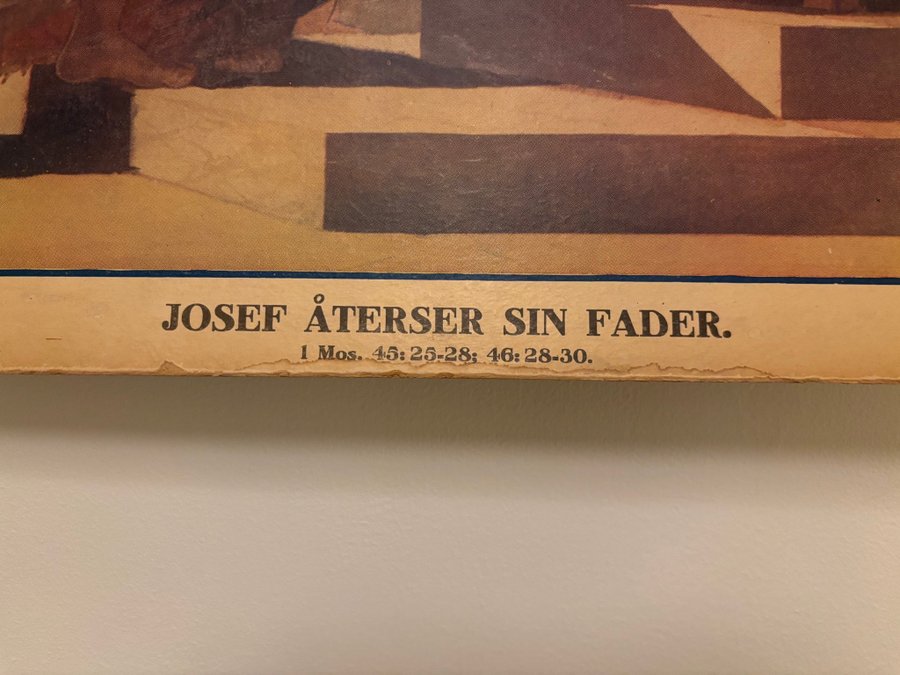 JOSEF ÅTERSER SIN FADER.
1 Mos. 45: 25-28; 46: 28-30.